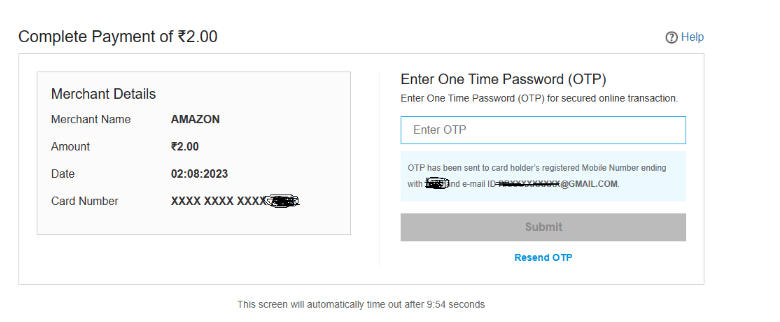 Complete Payment of ₹2.00
Help
Merchant Details
Merchant Name AMAZON
Amount ₹2.00
Date 02:08:2023
Card Number XXXX XXXX XXXX
Enter One Time Password (OTP)
Enter One Time Password (OTP) for secured online transaction.
Enter OTP
OTP has been sent to card holder's registered Mobile Number ending
with and e-mail ID @GMAIL.COM.
Submit
Resend OTP
This screen will automatically time out after 9:54 seconds